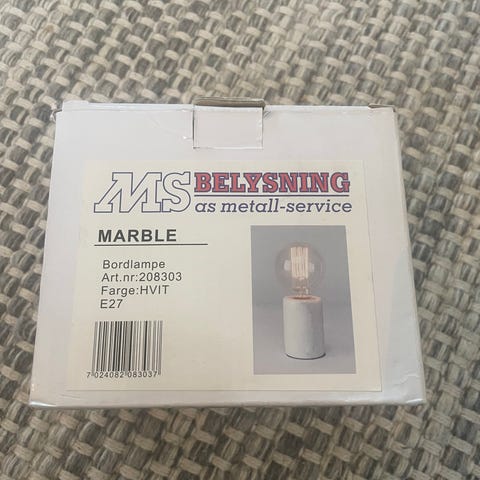 MS BELYSNING
as metall-service
MARBLE
Bordlampe
Art.nr:208303
Farge:HVIT
E27
7 024082 083037